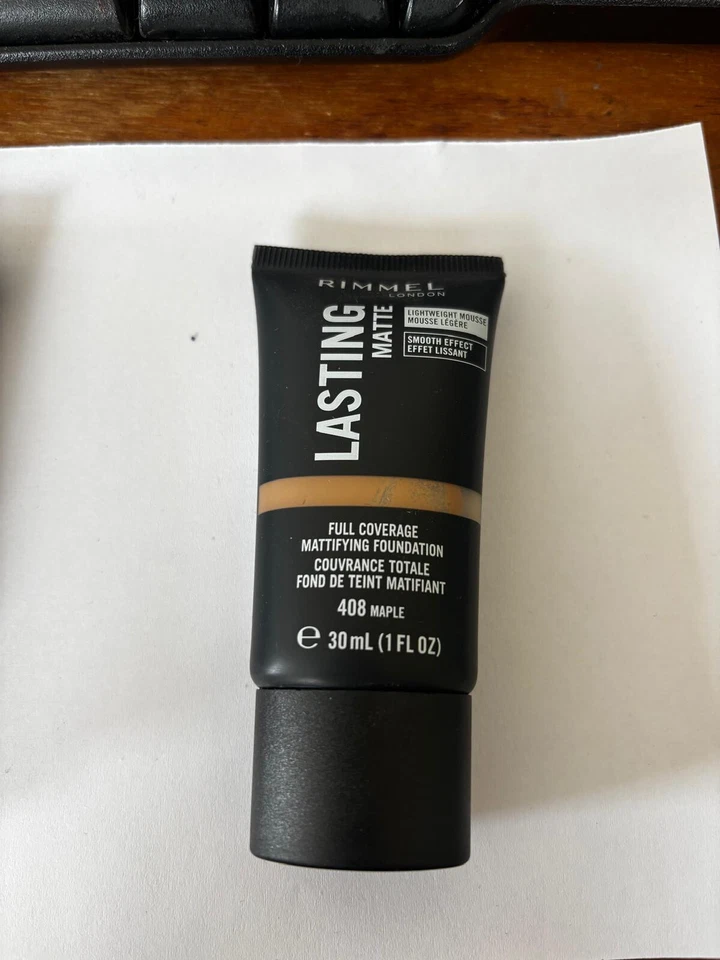 RIMMEL
LONDON
LASTING
MATTE
LIGHTWEIGHT MOUSSE
MOUSSE LÉGÈRE
SMOOTH EFFECT
EFFET LISSANT
FULL COVERAGE
MATTIFYING FOUNDATION
COUVRANCE TOTALE
FOND DE TEINT MATIFIANT
408 MAPLE
℮ 30 mL (1 FL OZ)